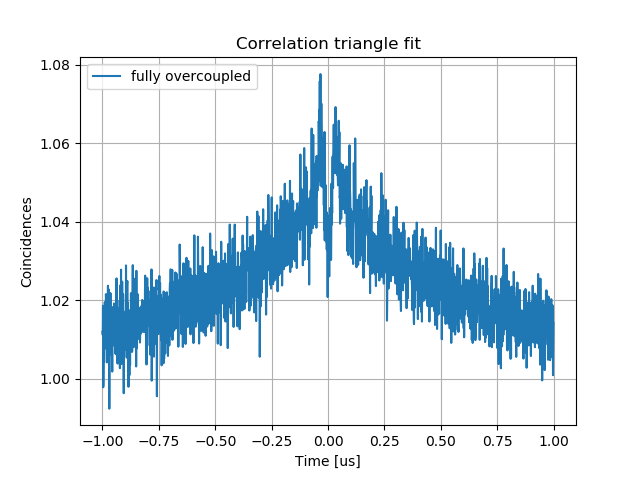 Correlation triangle fit
fully overcoupled
1.08
1.06
1.04
1.02
1.00
Coincidences
−1.00 −0.75 −0.50 −0.25 0.00 0.25 0.50 0.75 1.00
Time [us]